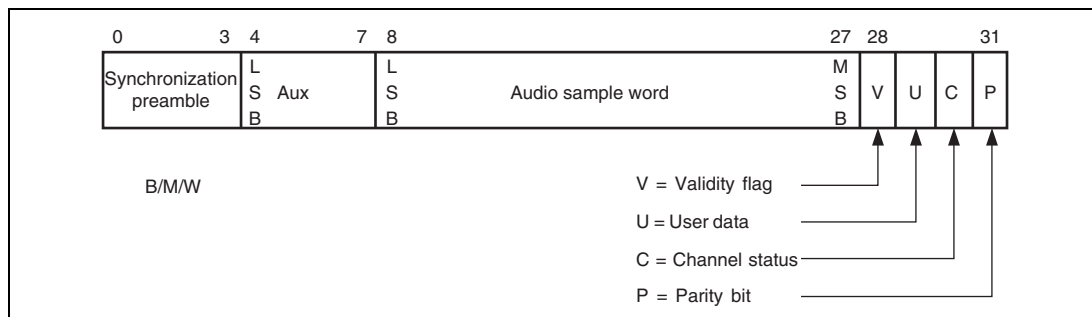 0 3 4 7 8 27 28 31
Synchronization
preamble
L
S
B
Aux
L
S
B
Audio sample word
M
S
B
V
U
C
P
B/M/W
V = Validity flag
U = User data
C = Channel status
P = Parity bit